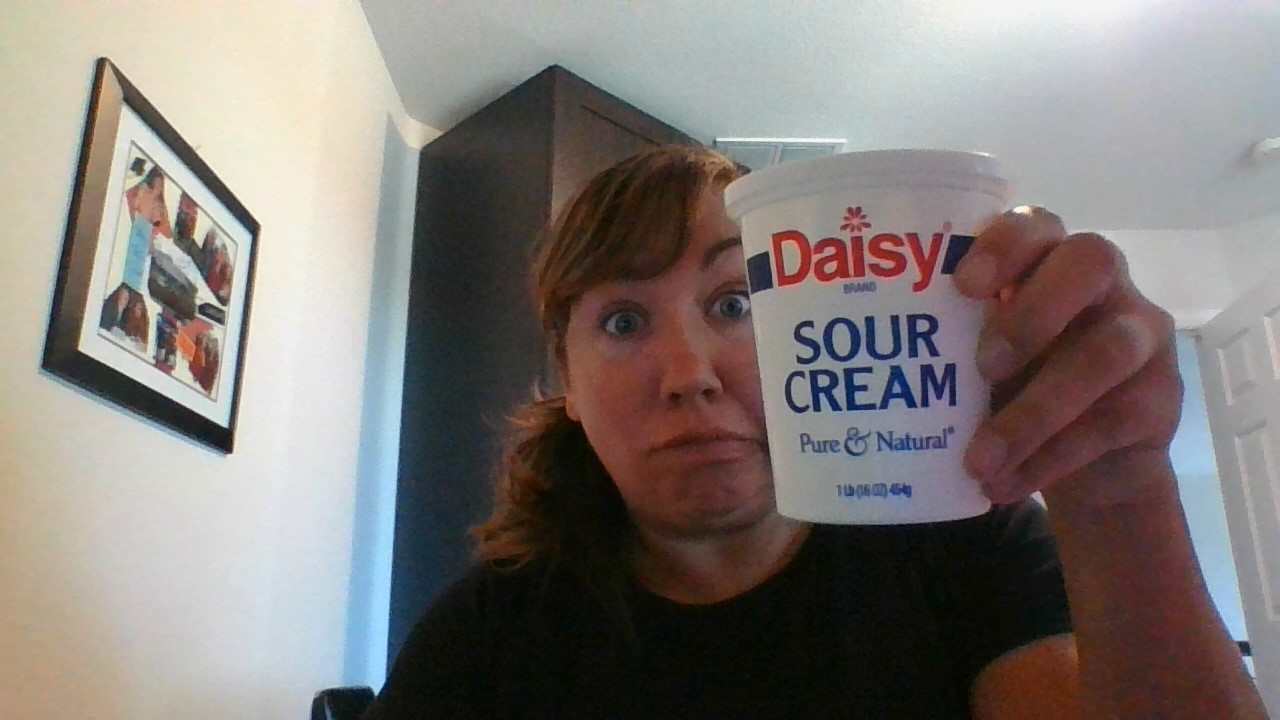 Daisy®
BRAND
SOUR
CREAM
Pure & Natural®
1 Lb (16 OZ) 454g